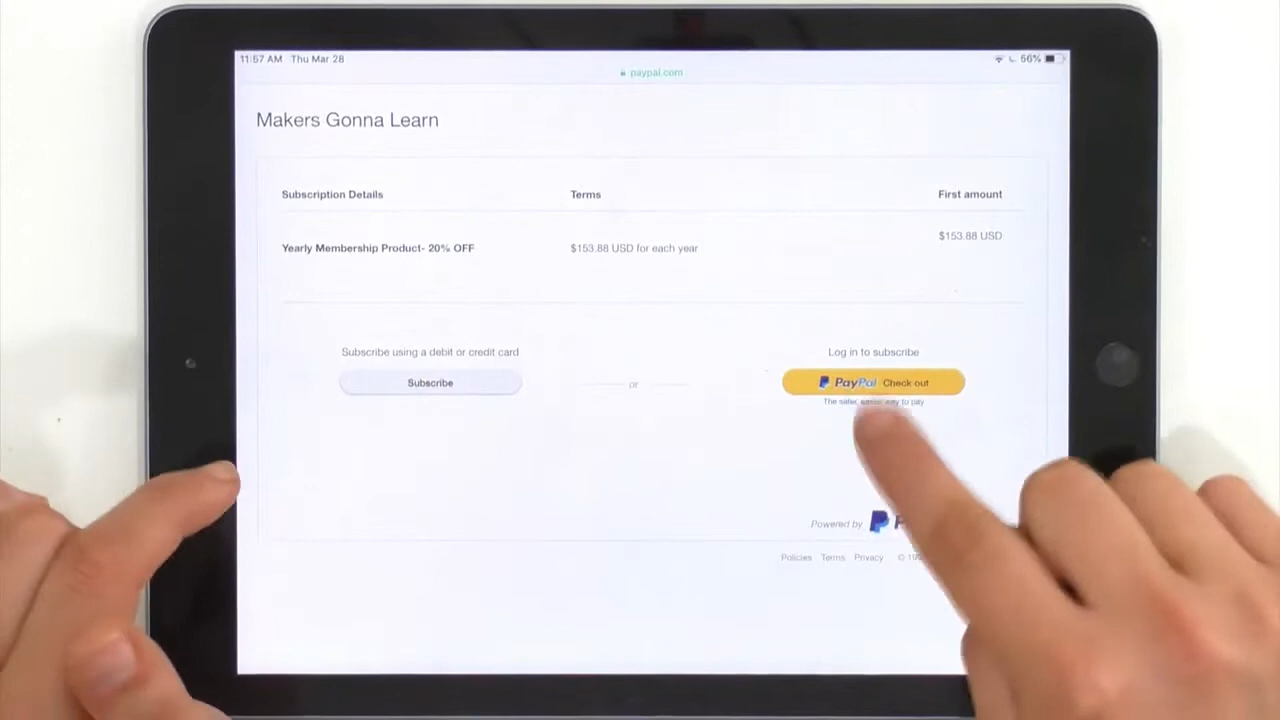 11:57 AM Thu Mar 28
56%
paypal.com
Makers Gonna Learn
Subscription Details Terms First amount
Yearly Membership Product- 20% OFF $153.88 USD for each year $153.88 USD
Subscribe using a debit or credit card Log in to subscribe
Subscribe or PayPal Check out
The safer, easier way to pay
Powered by P
Policies Terms Privacy ©